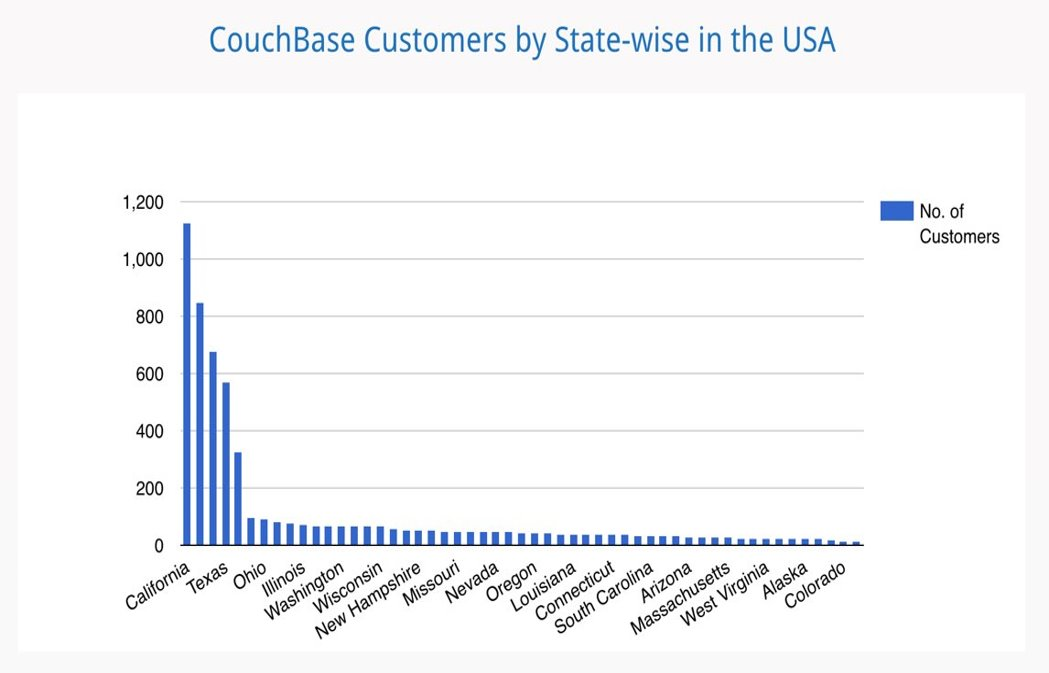 CouchBase Customers by State-wise in the USA
1,200
1,000
800
600
400
200
0
No. of
Customers
California
Texas
Ohio
Illinois
Washington
Wisconsin
New Hampshire
Missouri
Nevada
Oregon
Louisiana
Connecticut
South Carolina
Arizona
Massachusetts
West Virginia
Alaska
Colorado